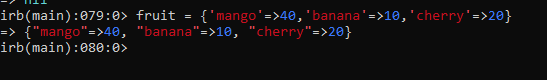 => nil
irb(main):079:0> fruit = {'mango'=>40,'banana'=>10,'cherry'=>20}
=> {"mango"=>40, "banana"=>10, "cherry"=>20}
irb(main):080:0>